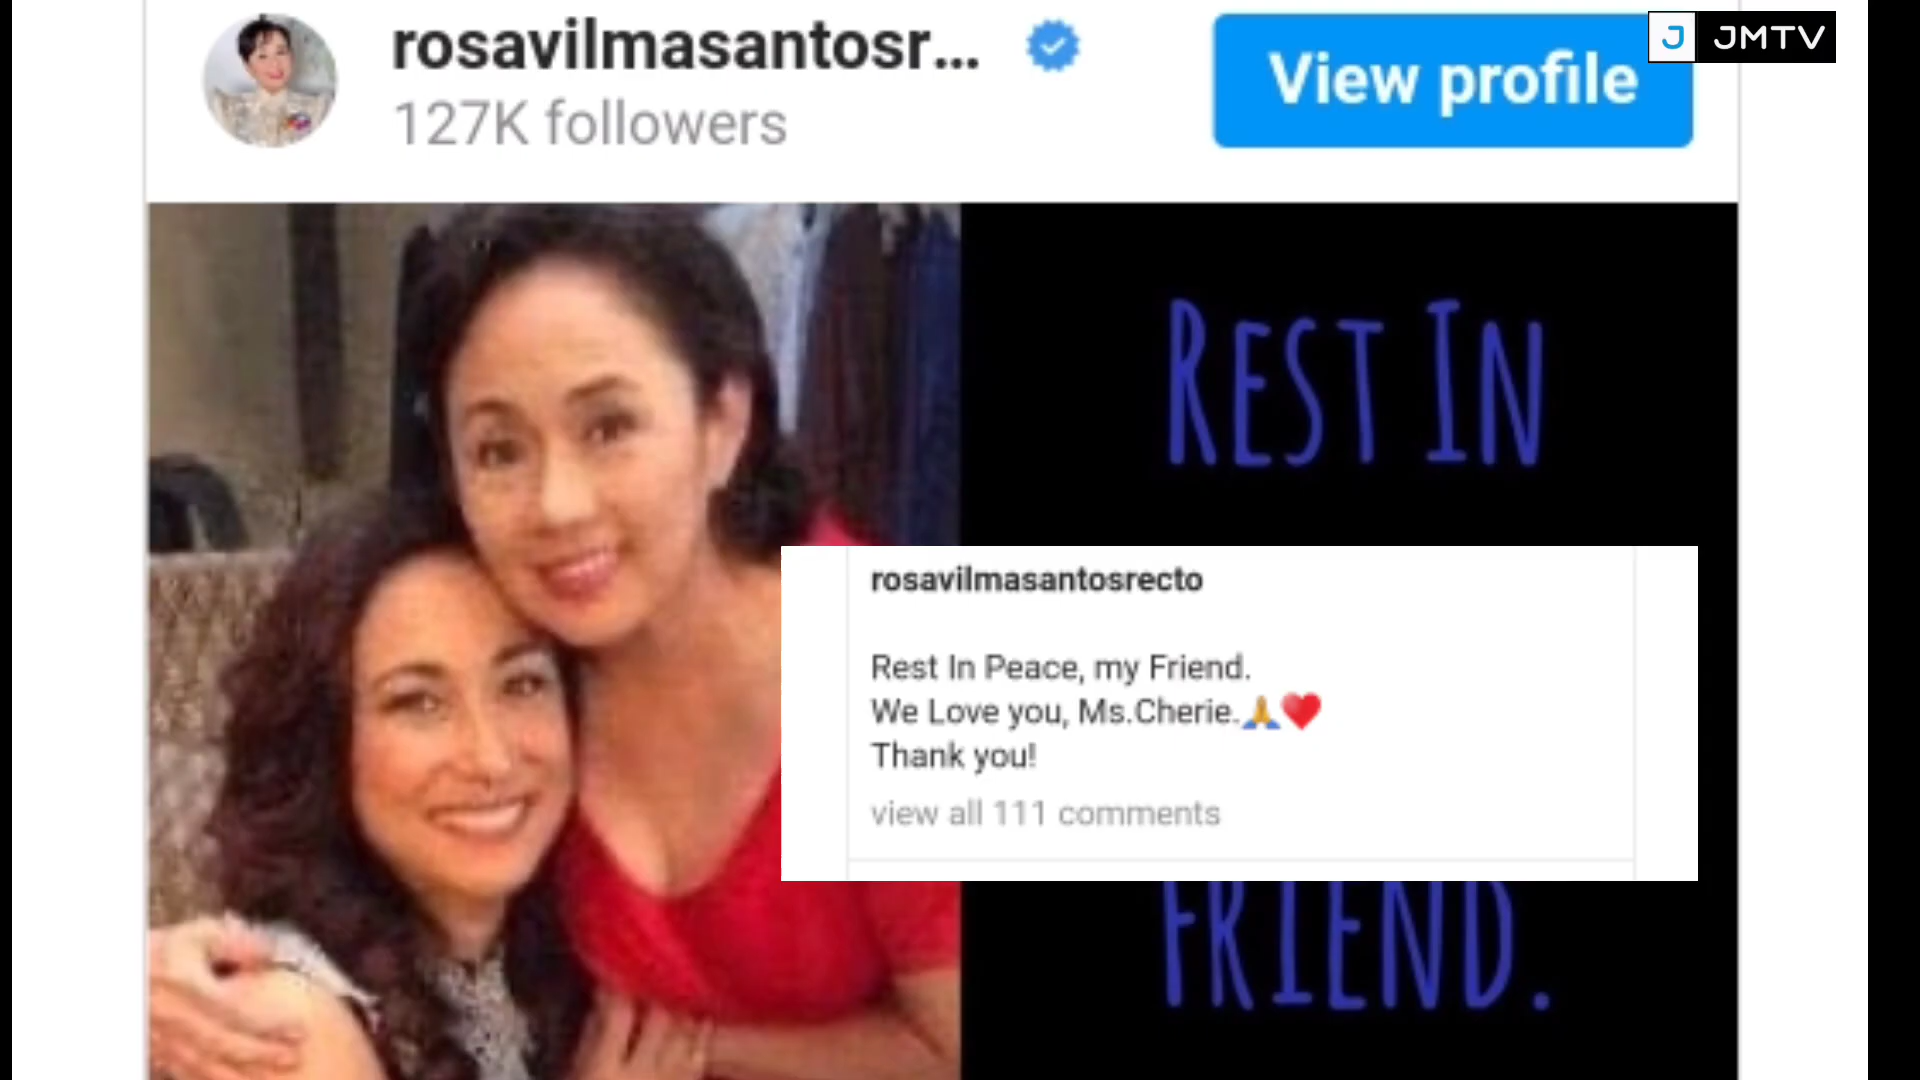 rosavilmasantosr...
127K followers
View profile
J JMTV
REST IN
rosavilmasantosrecto
Rest In Peace, my Friend.
We Love you, Ms.Cherie.🙏❤️
Thank you!
view all 111 comments
FRIEND.